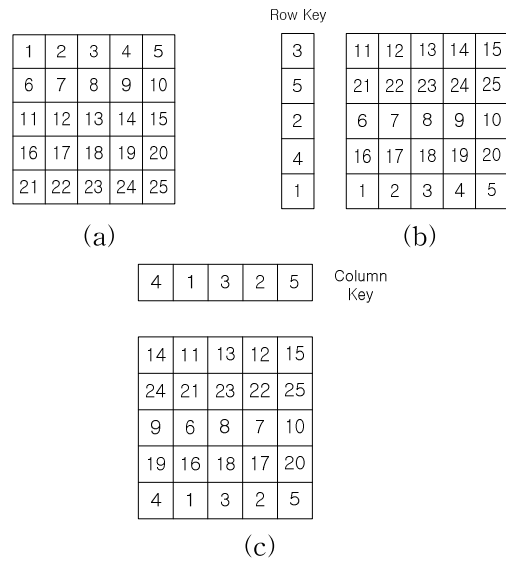 Row Key
1 2 3 4 5
6 7 8 9 10
11 12 13 14 15
16 17 18 19 20
21 22 23 24 25
(a)
3
5
2
4
1
11 12 13 14 15
21 22 23 24 25
6 7 8 9 10
16 17 18 19 20
1 2 3 4 5
(b)
4 1 3 2 5
Column
Key
14 11 13 12 15
24 21 23 22 25
9 6 8 7 10
19 16 18 17 20
4 1 3 2 5
(c)